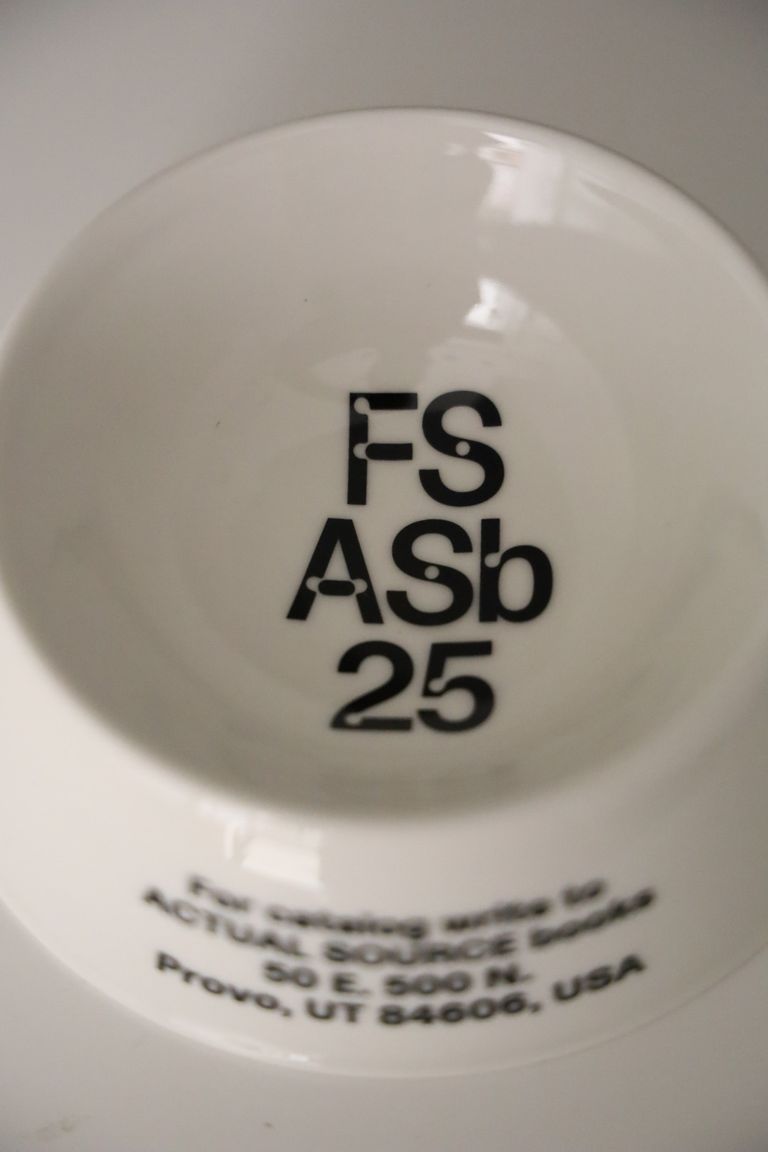 FS
ASb
25
For catalog write to
ACTUAL SOURCE books
50 E. 500 N.
Provo, UT 84606, USA